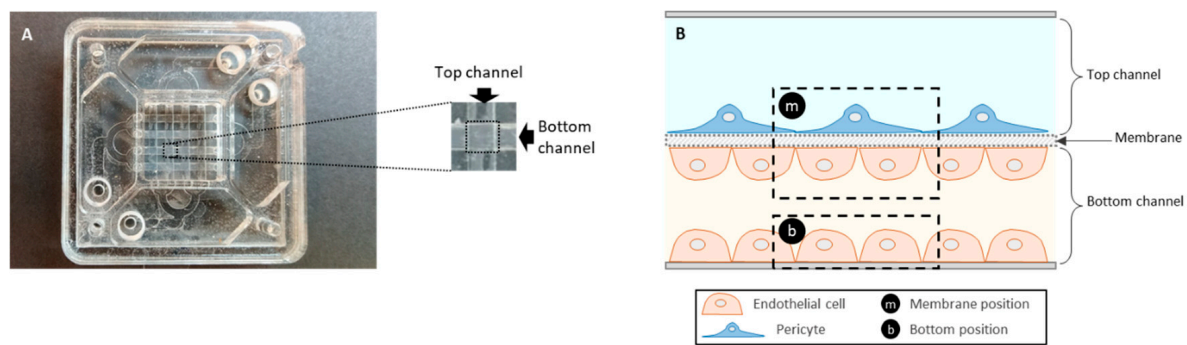 A
Top channel
Bottom
channel
B
m
b
Top channel
Membrane
Bottom channel
Endothelial cell
m Membrane position
Pericyte
b Bottom position